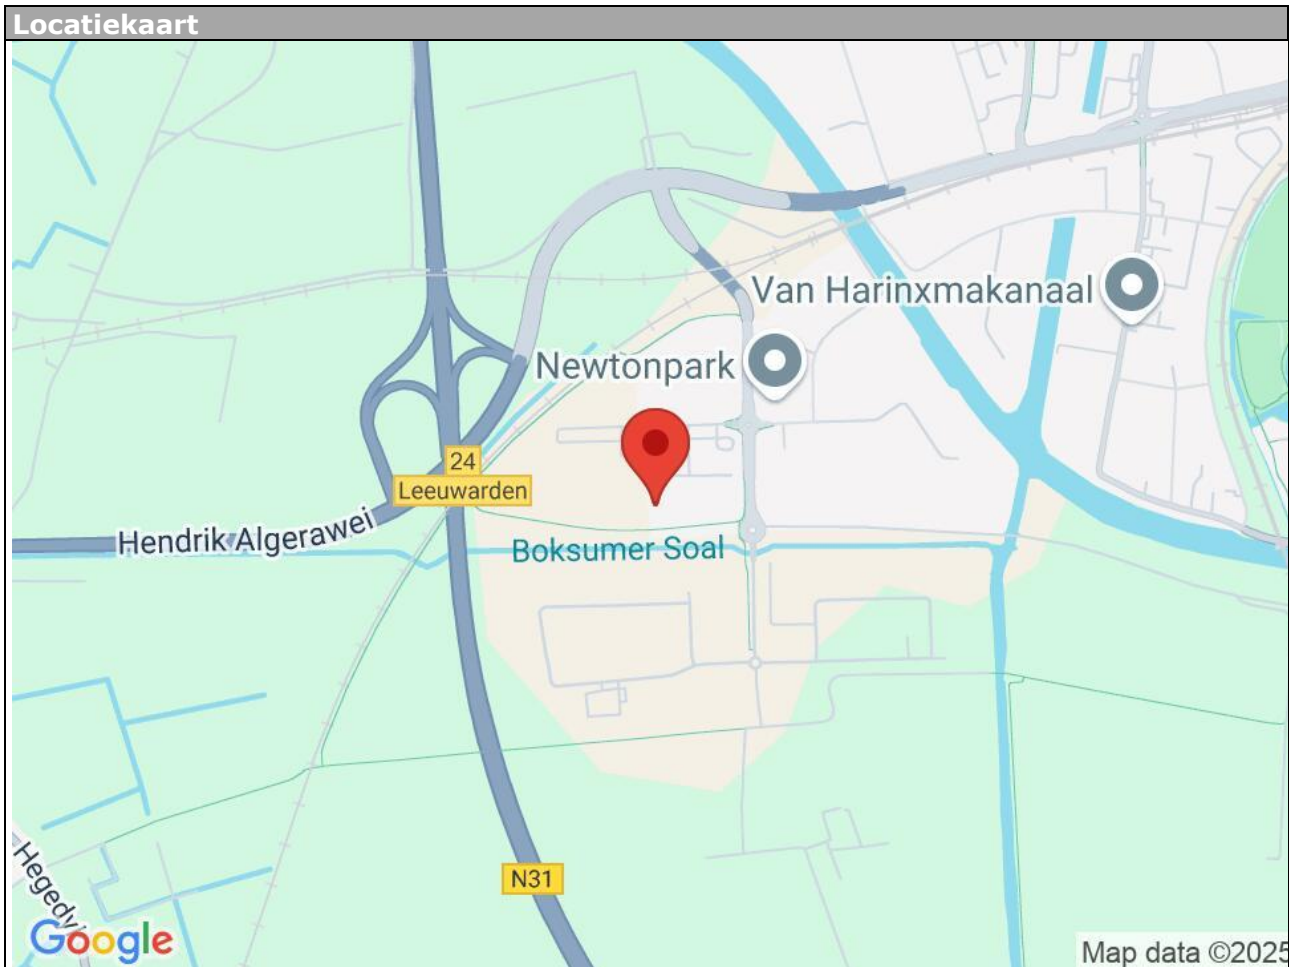 Locatiekaart
Van Harinxmakanaal
Newtonpark
24
Leeuwarden
Hendrik Algerawei
Boksumer Soal
N31
Google
Map data ©2025